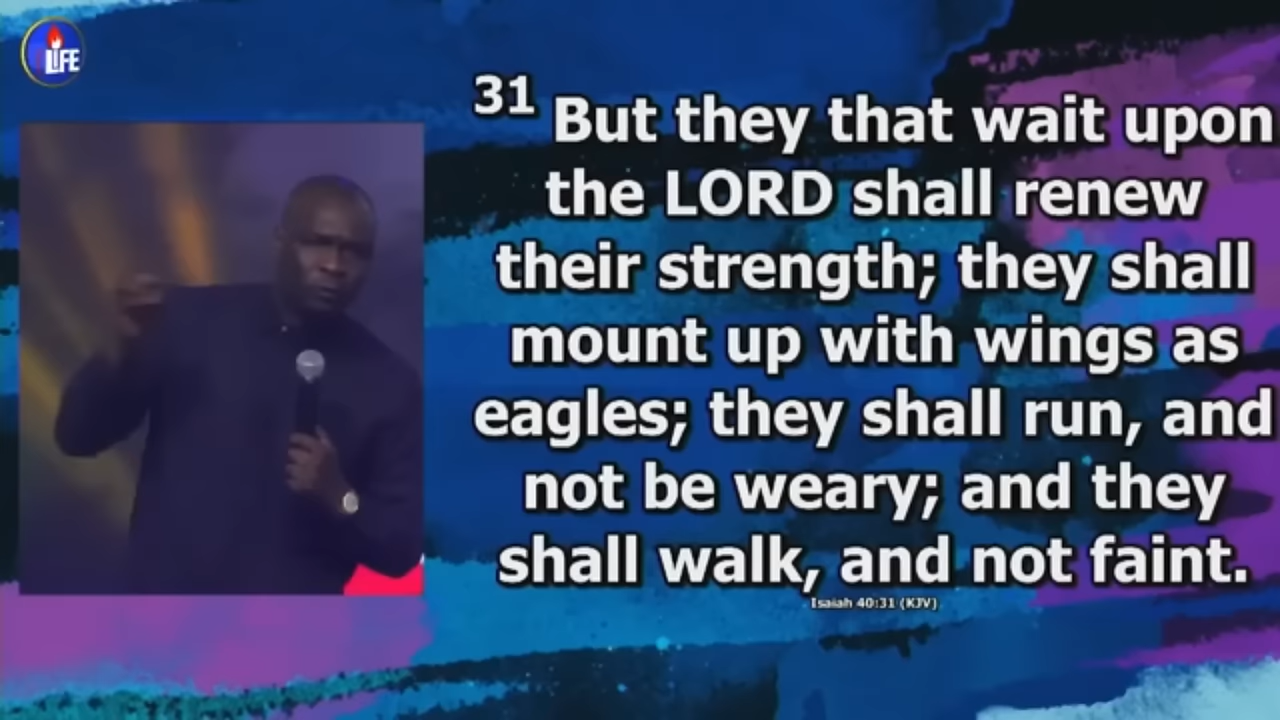 LIFE
31 But they that wait upon
the LORD shall renew
their strength; they shall
mount up with wings as
eagles; they shall run, and
not be weary; and they
shall walk, and not faint.
Isaiah 40:31 (KJV)